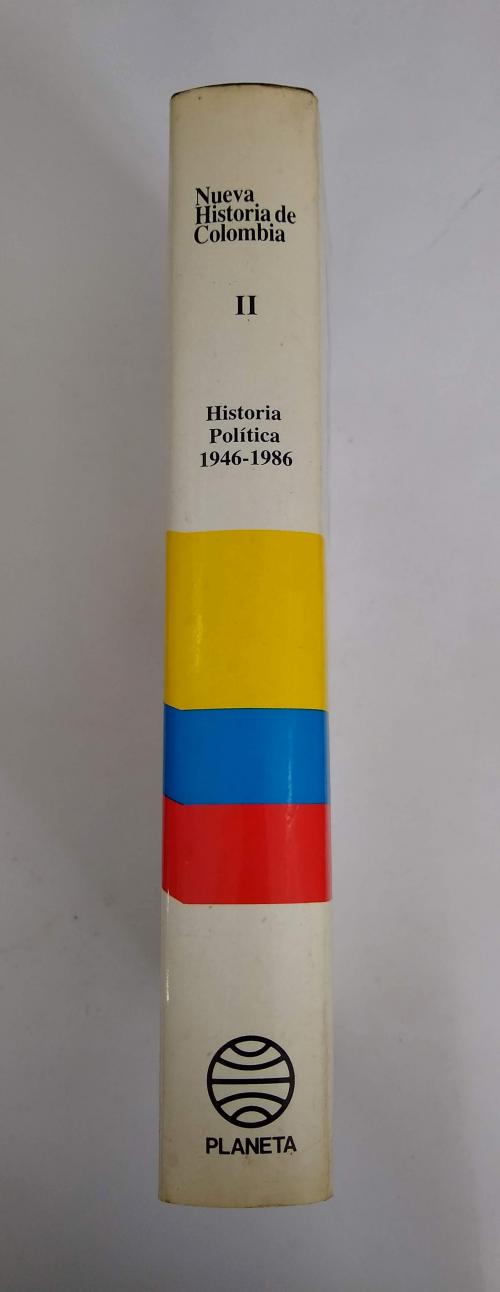 Nueva
Historia de
Colombia
II
Historia
Política
1946-1986
PLANETA